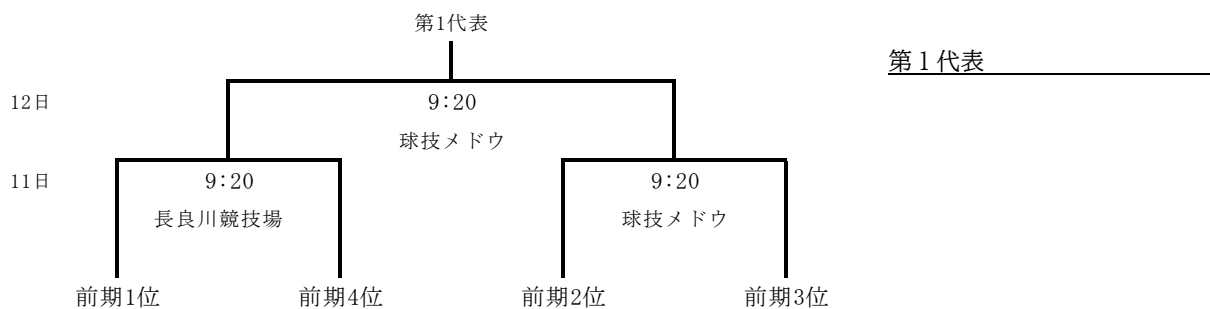 第1代表
第１代表
12日
9:20
球技メドウ
11日
9:20
9:20
長良川競技場
球技メドウ
前期1位
前期4位
前期2位
前期3位